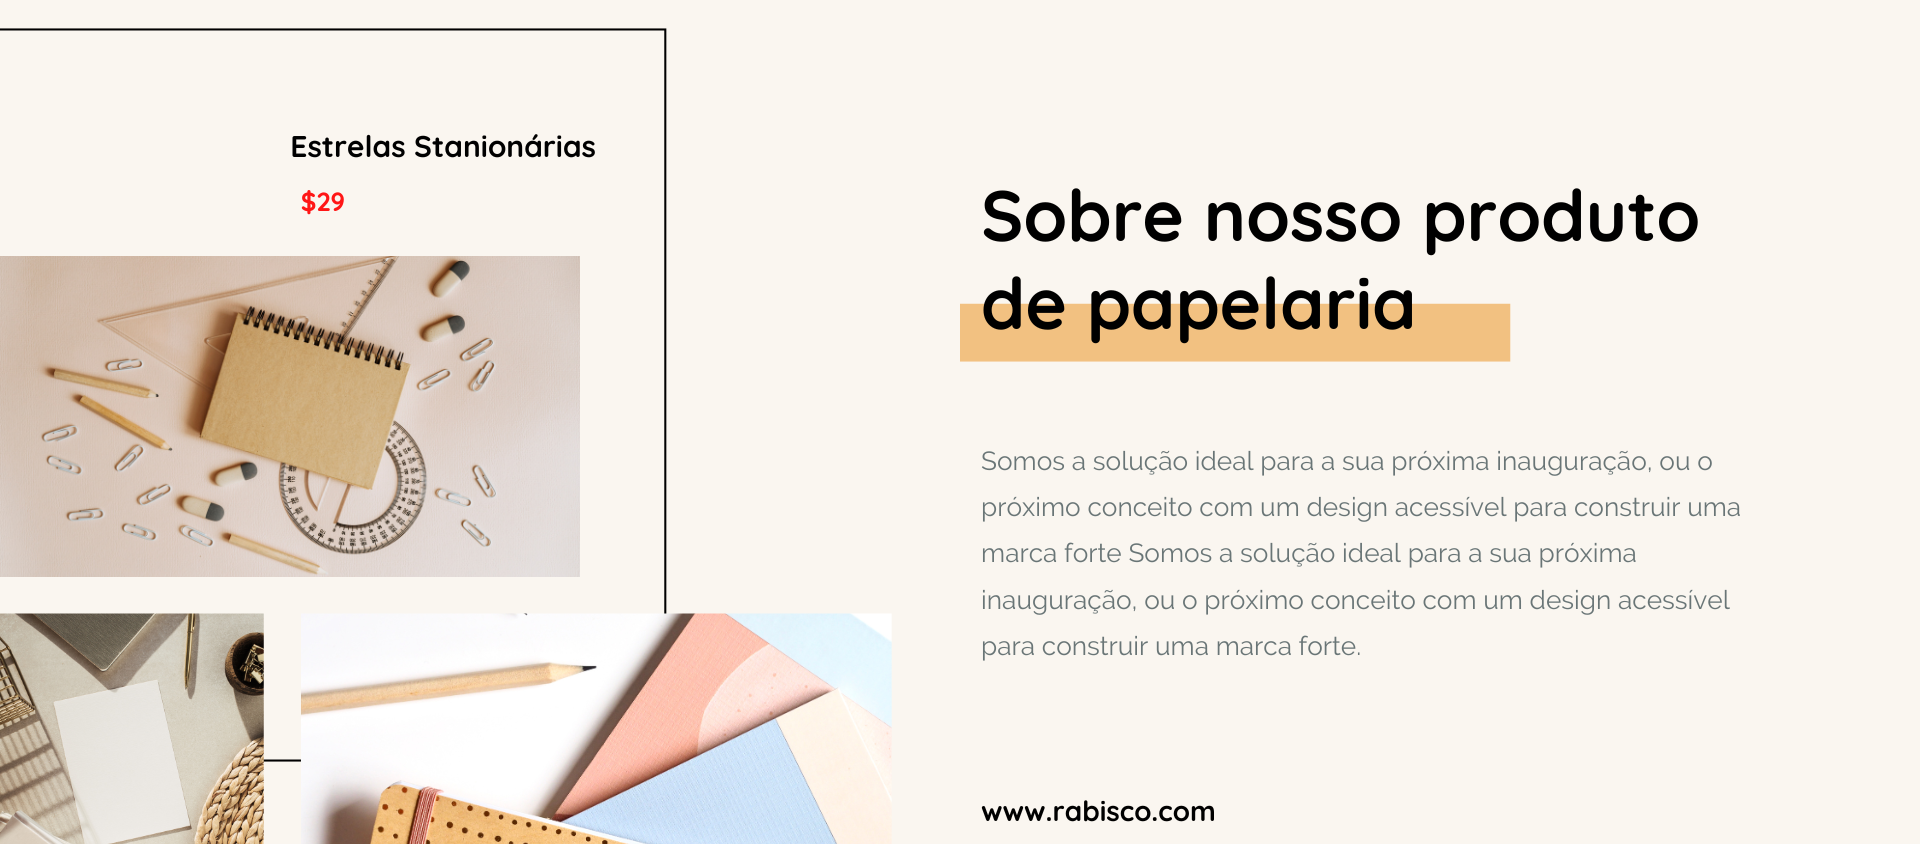 Estrelas Stanionárias
$29
Sobre nosso produto
de papelaria
Somos a solução ideal para a sua próxima inauguração, ou o
próximo conceito com um design acessível para construir uma
marca forte Somos a solução ideal para a sua próxima
inauguração, ou o próximo conceito com um design acessível
para construir uma marca forte.
www.rabisco.com